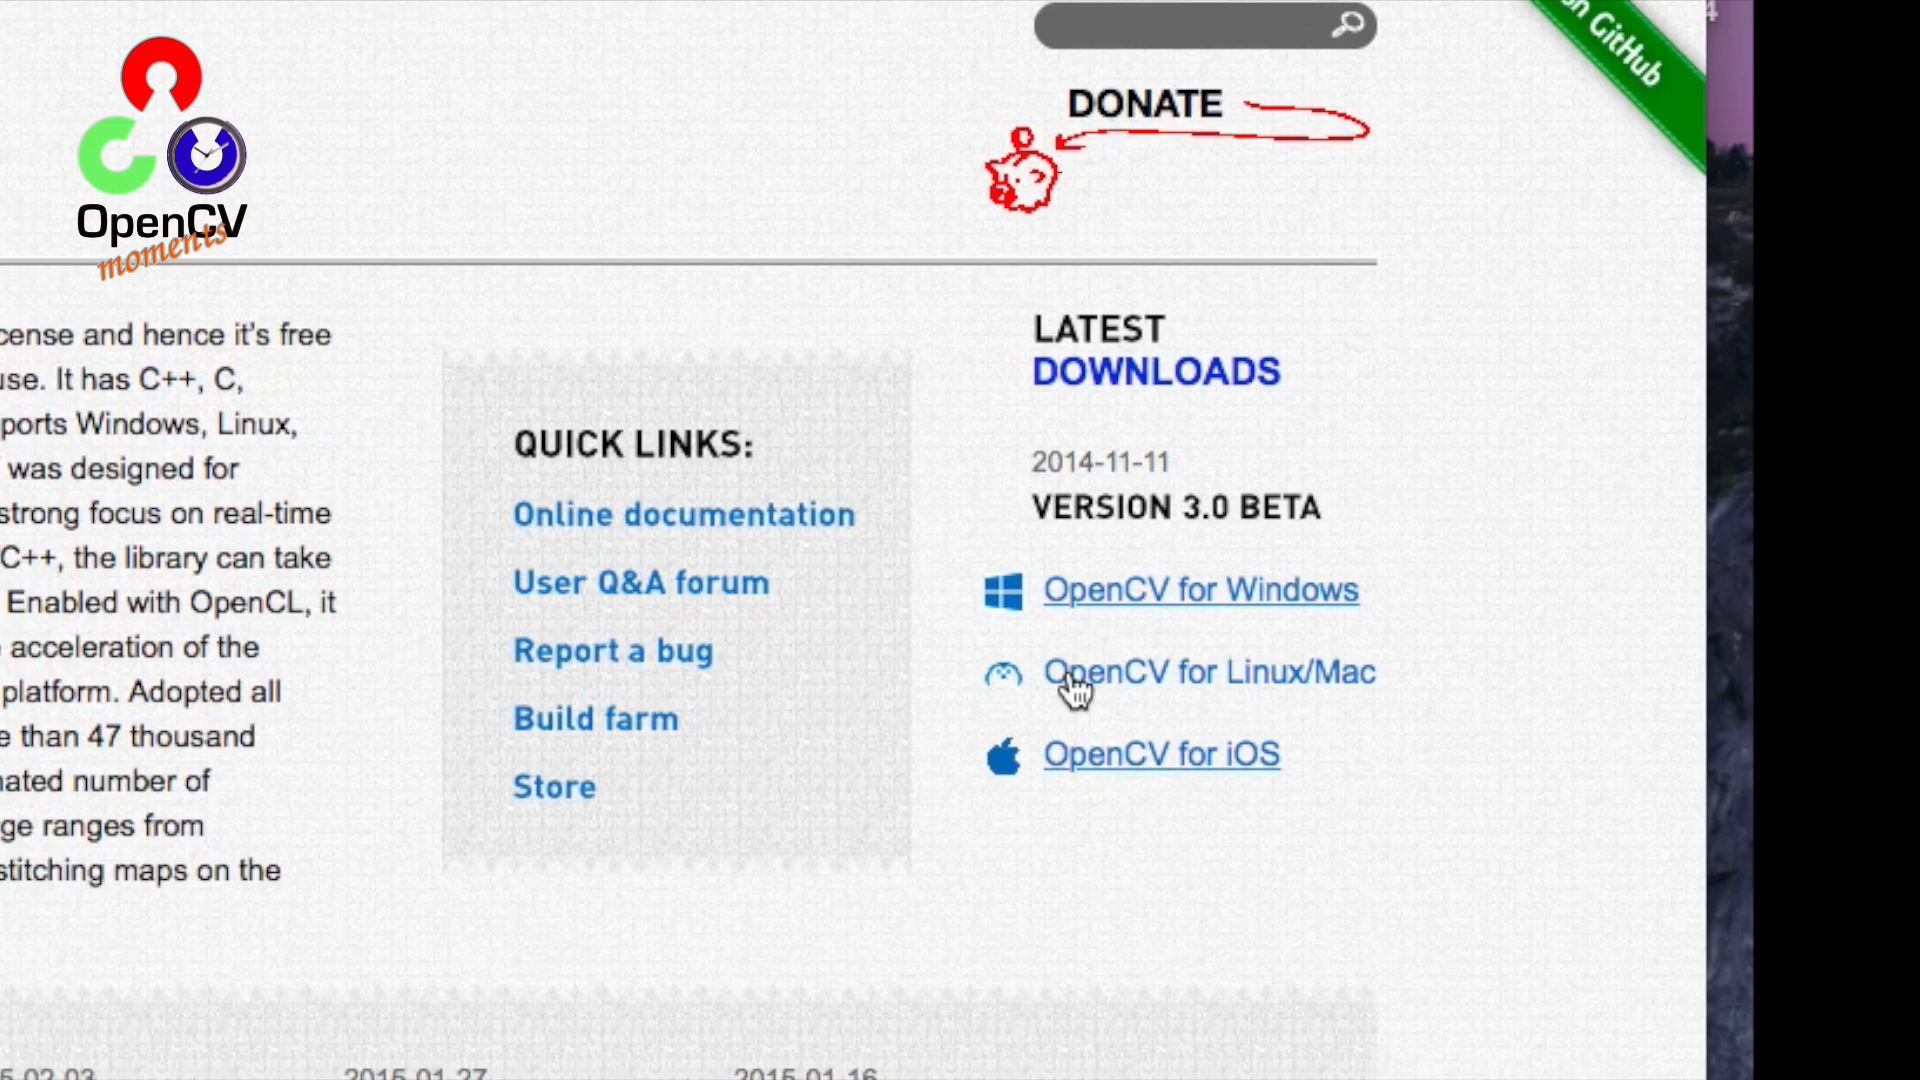 on GitHub
DONATE
OpenCV
moments
cense and hence it's free
use. It has C++, C,
ports Windows, Linux,
was designed for
strong focus on real-time
C++, the library can take
Enabled with OpenCL, it
acceleration of the
platform. Adopted all
e than 47 thousand
nated number of
ge ranges from
stitching maps on the
QUICK LINKS:
Online documentation
User Q&A forum
Report a bug
Build farm
Store
LATEST
DOWNLOADS
2014-11-11
VERSION 3.0 BETA
OpenCV for Windows
OpenCV for Linux/Mac
OpenCV for iOS
5-02-03
2015-01-27
2015-01-16